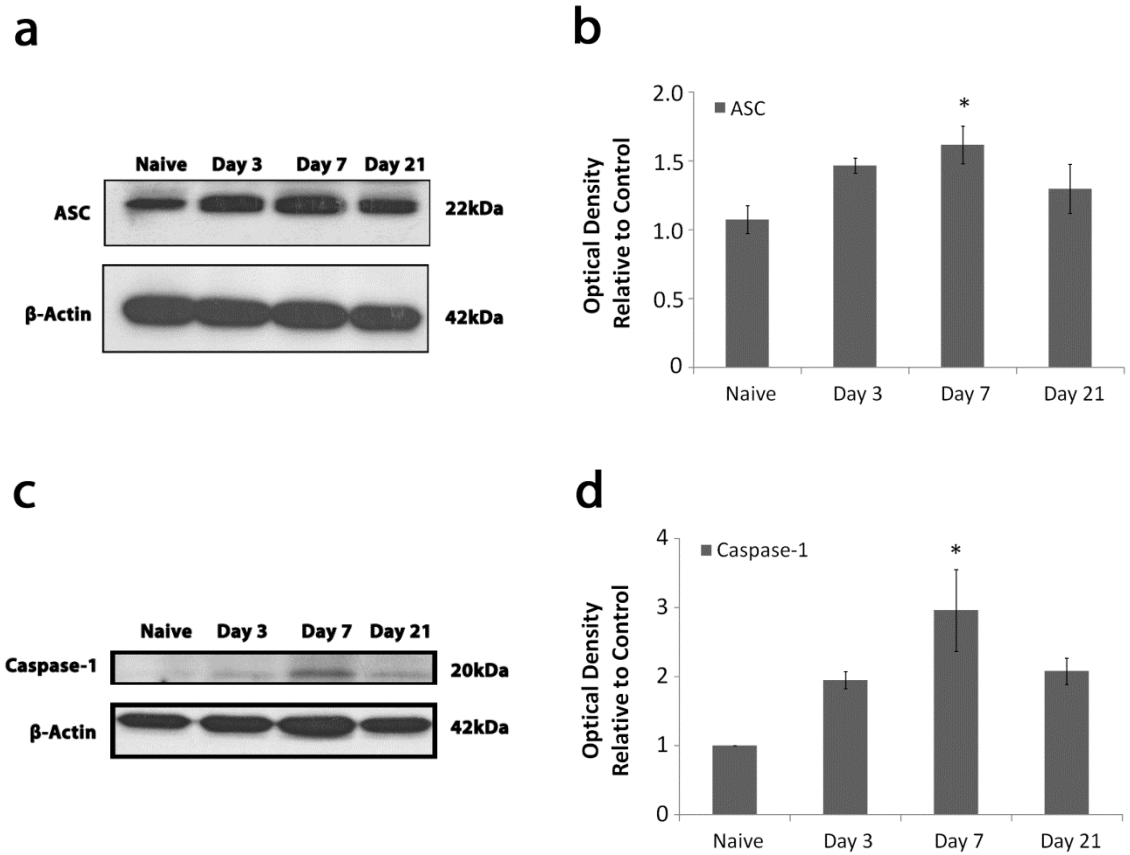 a
Naive Day 3 Day 7 Day 21
ASC 22kDa
β-Actin 42kDa
b
Optical Density
Relative to Control
2.0
1.5
1.0
0.5
0
ASC
*
Naive Day 3 Day 7 Day 21
c
Naive Day 3 Day 7 Day 21
Caspase-1 20kDa
β-Actin 42kDa
d
Optical Density
Relative to Control
4
3
2
1
0
Caspase-1
*
Naive Day 3 Day 7 Day 21